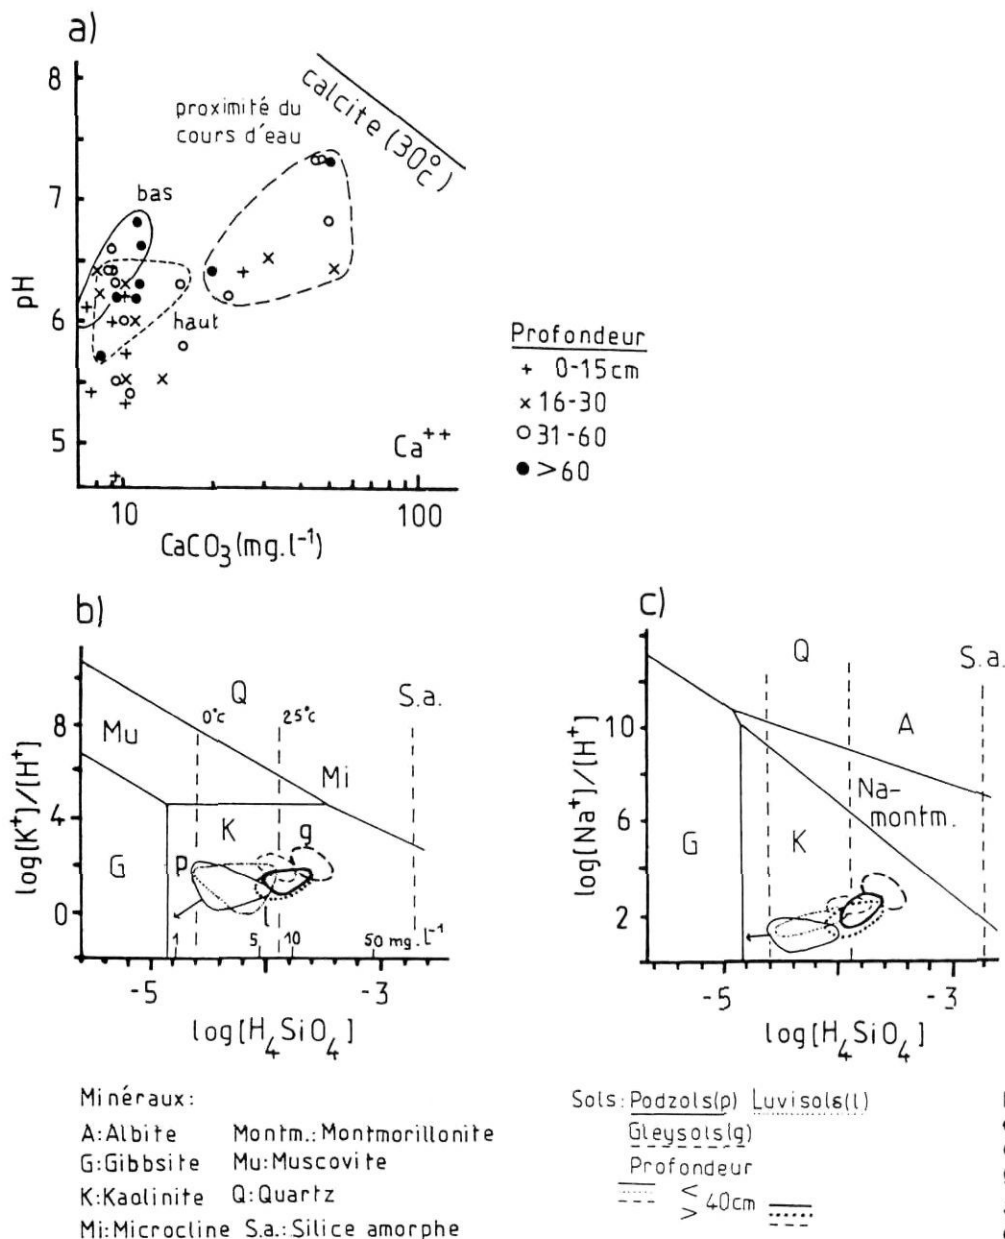 a)
8
7
6
5
pH
proximité du
cours d'eau
calcite (30°c)
bas
haut
Ca⁺⁺
10
100
CaCO₃(mg.l⁻¹)
Profondeur
+ 0-15cm
× 16-30
○ 31-60
● >60
b)
8
4
0
log[K⁺]/[H⁺]
Q
S.a.
0°c
25°c
Mu
Mi
K
g
G
p
l
1
5
10
50 mg.l⁻¹
-5
-3
log[H₄SiO₄]
c)
10
6
2
log[Na⁺]/[H⁺]
Q
S.a.
A
Na-
montm.
G
K
-5
-3
log[H₄SiO₄]
Minéraux:
A:Albite Montm.:Montmorillonite
G:Gibbsite Mu:Muscovite
K:Kaolinite Q:Quartz
Mi:Microcline S.a.:Silice amorphe
Sols: Podzols(p) Luvisols(l)
Gleysols(g)
Profondeur
<
> 40cm